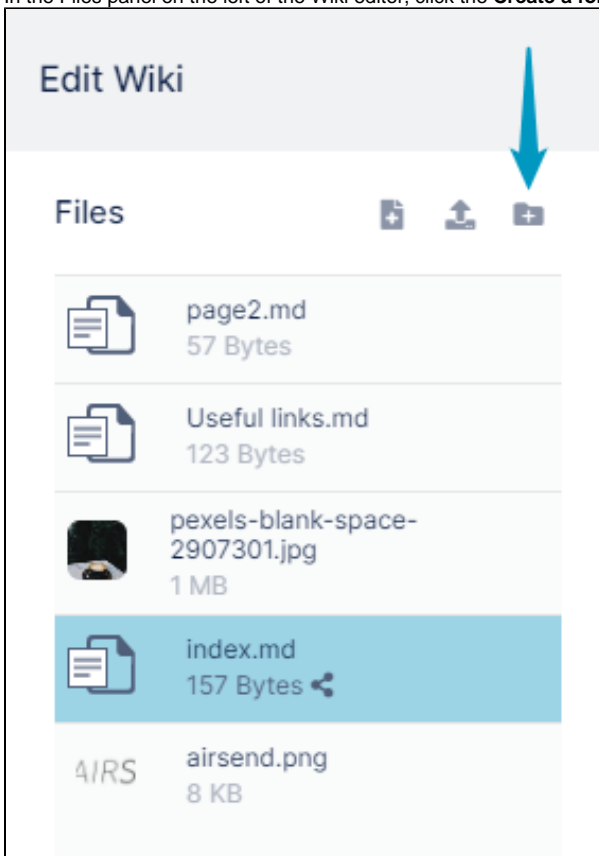 In the Files panel on the left of the Wiki editor, click the Create a fo
Edit Wiki
Files
page2.md
57 Bytes
Useful links.md
123 Bytes
pexels-blank-space-
2907301.jpg
1 MB
index.md
157 Bytes
AIRS
airsend.png
8 KB